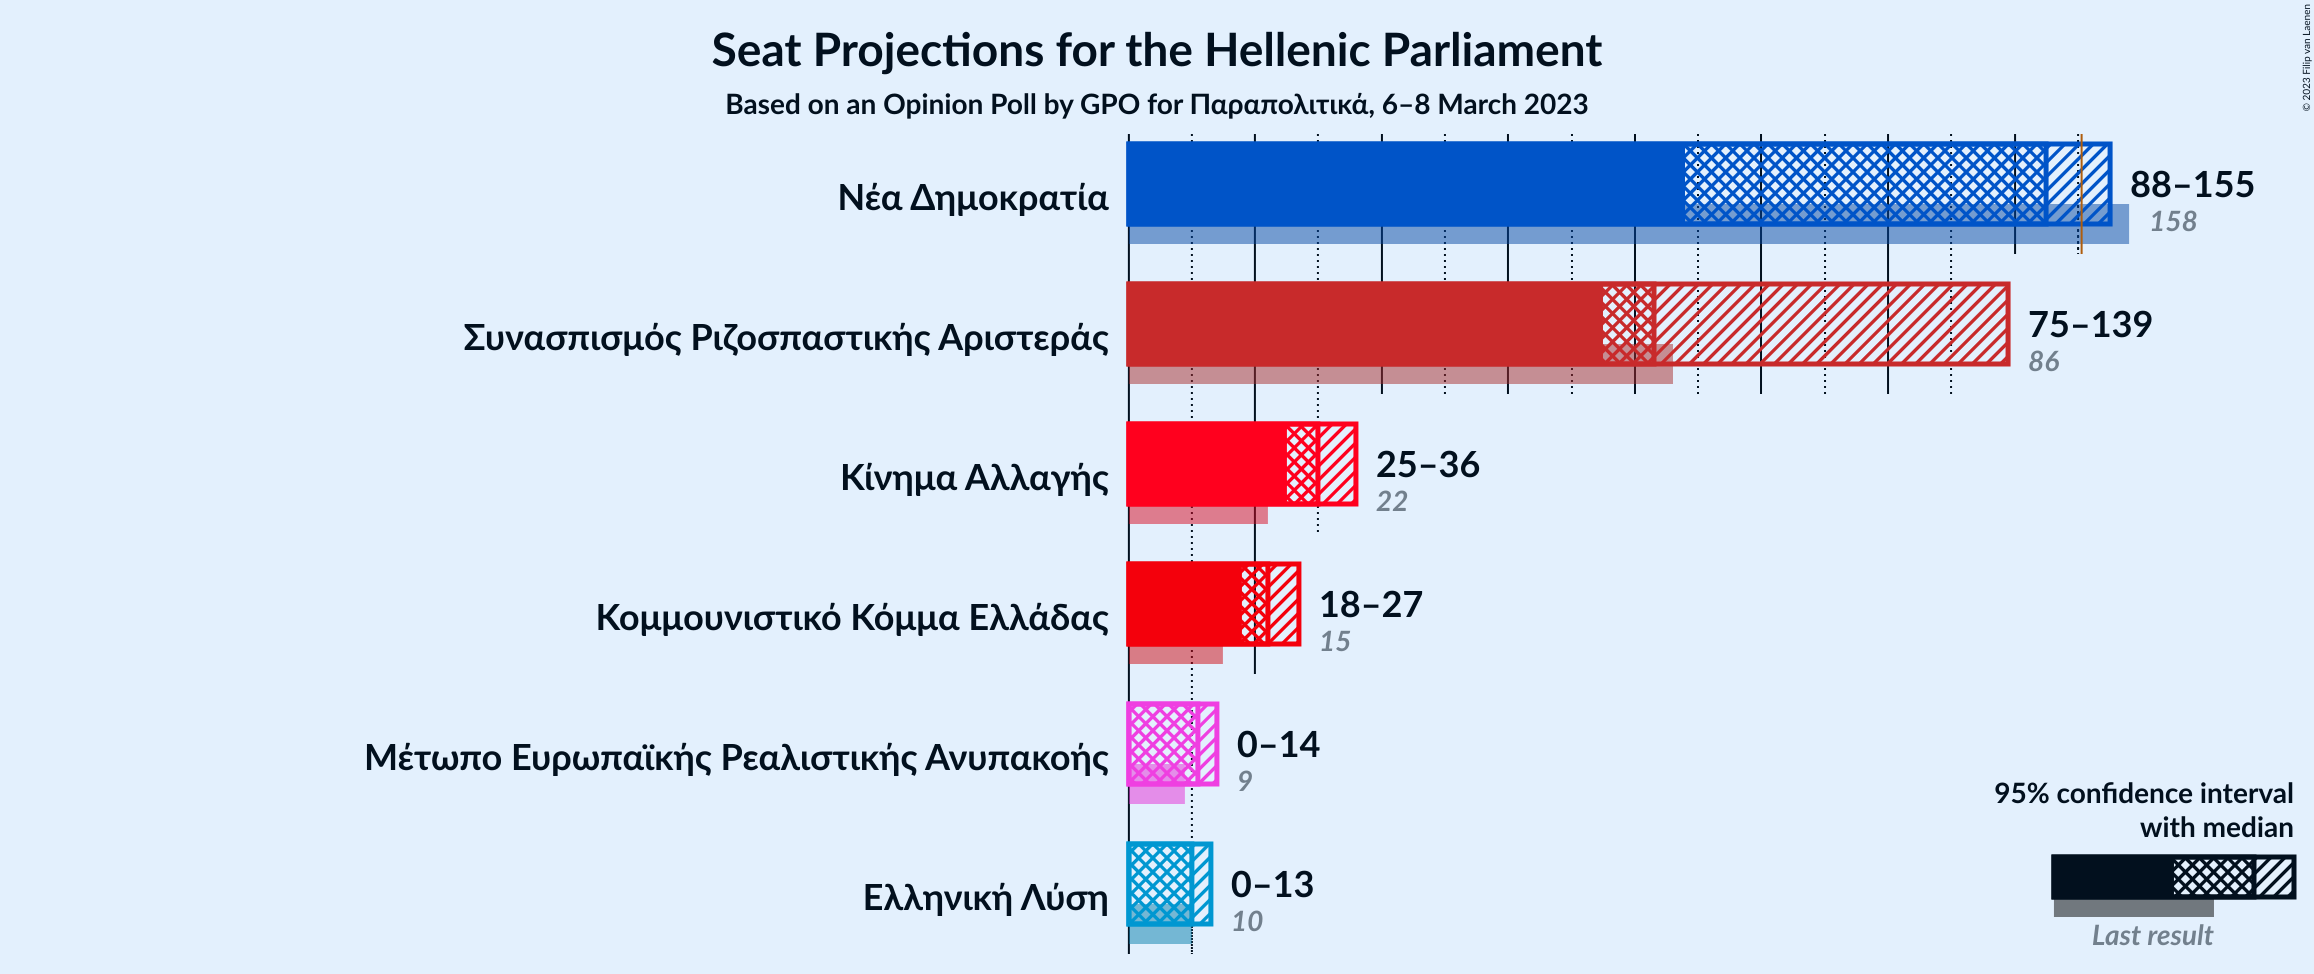 Seat Projections for the Hellenic Parliament
Based on an Opinion Poll by GPO for Παραπολιτικά, 6–8 March 2023
© 2023 Filip van Laenen
Νέα Δημοκρατία
88–155
158
Συνασπισμός Ριζοσπαστικής Αριστεράς
75–139
86
Κίνημα Αλλαγής
25–36
22
Κομμουνιστικό Κόμμα Ελλάδας
18–27
15
Μέτωπο Ευρωπαϊκής Ρεαλιστικής Ανυπακοής
0–14
9
Ελληνική Λύση
0–13
10
95% confidence interval
with median
Last result